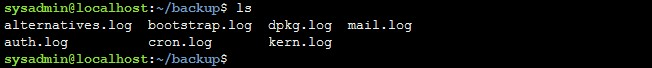 sysadmin@localhost:~/backup$ ls
alternatives.log  bootstrap.log  dpkg.log  mail.log
auth.log          cron.log       kern.log
sysadmin@localhost:~/backup$